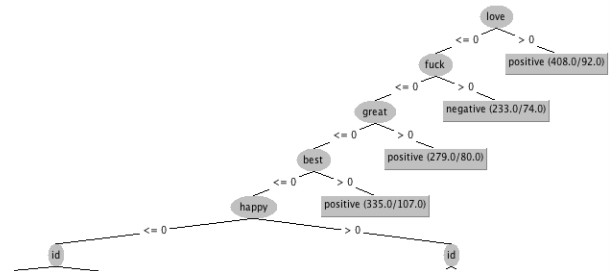 love
<= 0 > 0
fuck positive (408.0/92.0)
<= 0 > 0
great negative (233.0/74.0)
<= 0 > 0
best positive (279.0/80.0)
<= 0 > 0
happy positive (335.0/107.0)
<= 0 > 0
id id